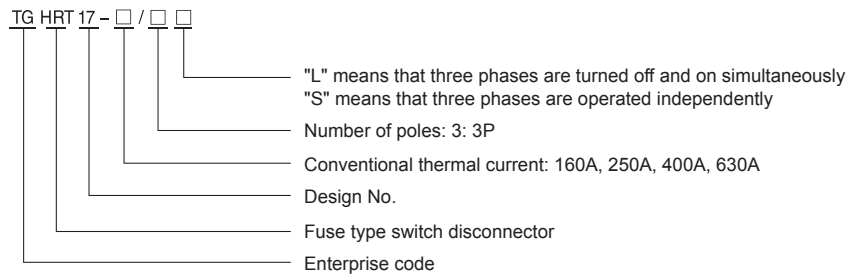 TG HRT 17 - □ / □ □
"L" means that three phases are turned off and on simultaneously
"S" means that three phases are operated independently
Number of poles: 3: 3P
Conventional thermal current: 160A, 250A, 400A, 630A
Design No.
Fuse type switch disconnector
Enterprise code